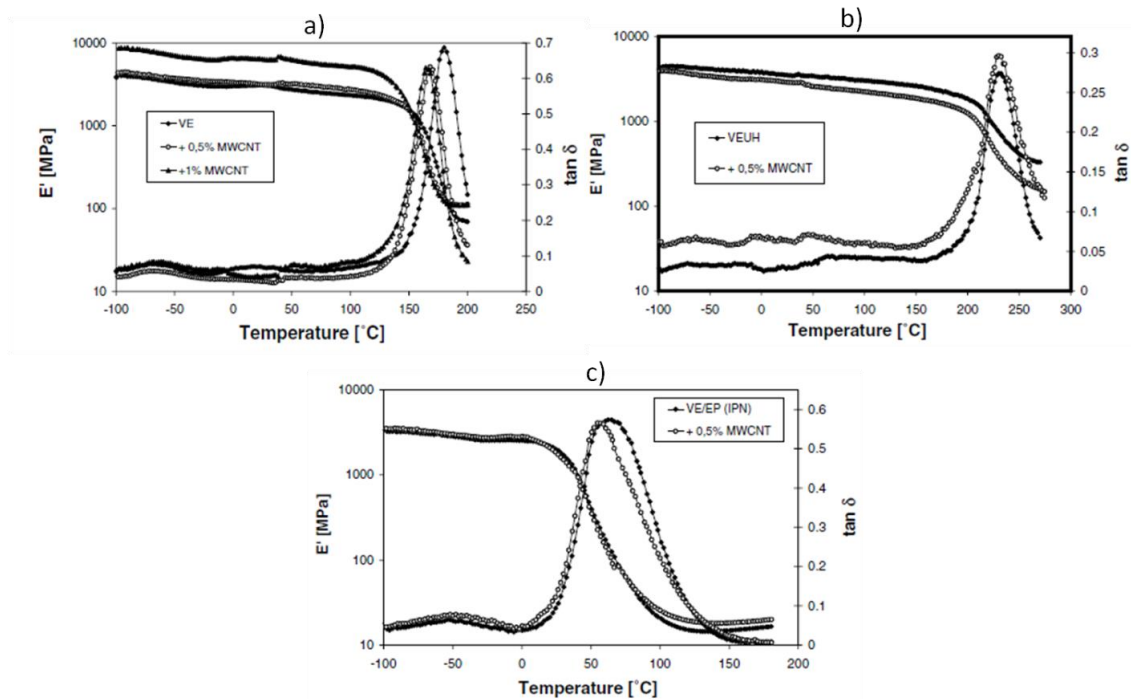 a)
10000
1000
100
10
E' [MPa]
0.7
0.6
0.5
0.4
0.3
0.2
0.1
0
tan δ
VE
+ 0,5% MWCNT
+1% MWCNT
-100 -50 0 50 100 150 200 250
Temperature [˚C]
b)
10000
1000
100
10
E' [MPa]
0.3
0.25
0.2
0.15
0.1
0.05
0
tan δ
VEUH
+ 0,5% MWCNT
-100 -50 0 50 100 150 200 250 300
Temperature [˚C]
c)
10000
1000
100
10
E' [MPa]
0.6
0.5
0.4
0.3
0.2
0.1
0
tan δ
VE/EP (IPN)
+ 0,5% MWCNT
-100 -50 0 50 100 150 200
Temperature [˚C]